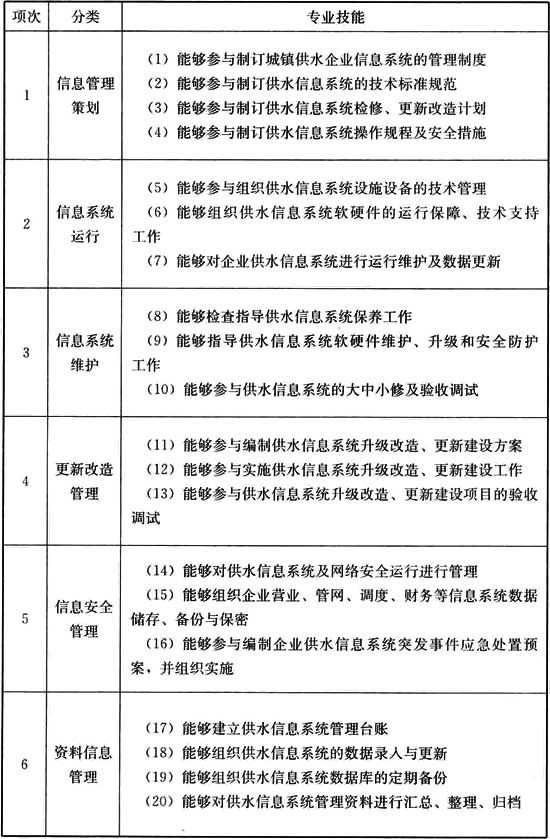 项次 分类 专业技能
1 信息管理策划
（1）能够参与制订城镇供水企业信息系统的管理制度
（2）能够参与制订供水信息系统的技术标准规范
（3）能够参与制订供水信息系统检修、更新改造计划
（4）能够参与制订供水信息系统操作规程及安全措施
2 信息系统运行
（5）能够参与组织供水信息系统设施设备的技术管理
（6）能够组织供水信息系统软硬件的运行保障、技术支持
工作
（7）能够对企业供水信息系统进行运行维护及数据更新
3 信息系统维护
（8）能够检查指导供水信息系统保养工作
（9）能够指导供水信息系统软硬件维护、升级和安全防护
工作
（10）能够参与供水信息系统的大中小修及验收调试
4 更新改造管理
（11）能够参与编制供水信息系统升级改造、更新建设方案
（12）能够参与实施供水信息系统升级改造、更新建设工作
（13）能够参与供水信息系统升级改造、更新建设项目的验收
调试
5 信息安全管理
（14）能够对供水信息系统及网络安全运行进行管理
（15）能够组织企业营业、管网、调度、财务等信息系统数据
储存、备份与保密
（16）能够参与编制企业供水信息系统突发事件应急处置预
案，并组织实施
6 资料信息管理
（17）能够建立供水信息系统管理台账
（18）能够组织供水信息系统的数据录入与更新
（19）能够组织供水信息系统数据库的定期备份
（20）能够对供水信息系统管理资料进行汇总、整理、归档